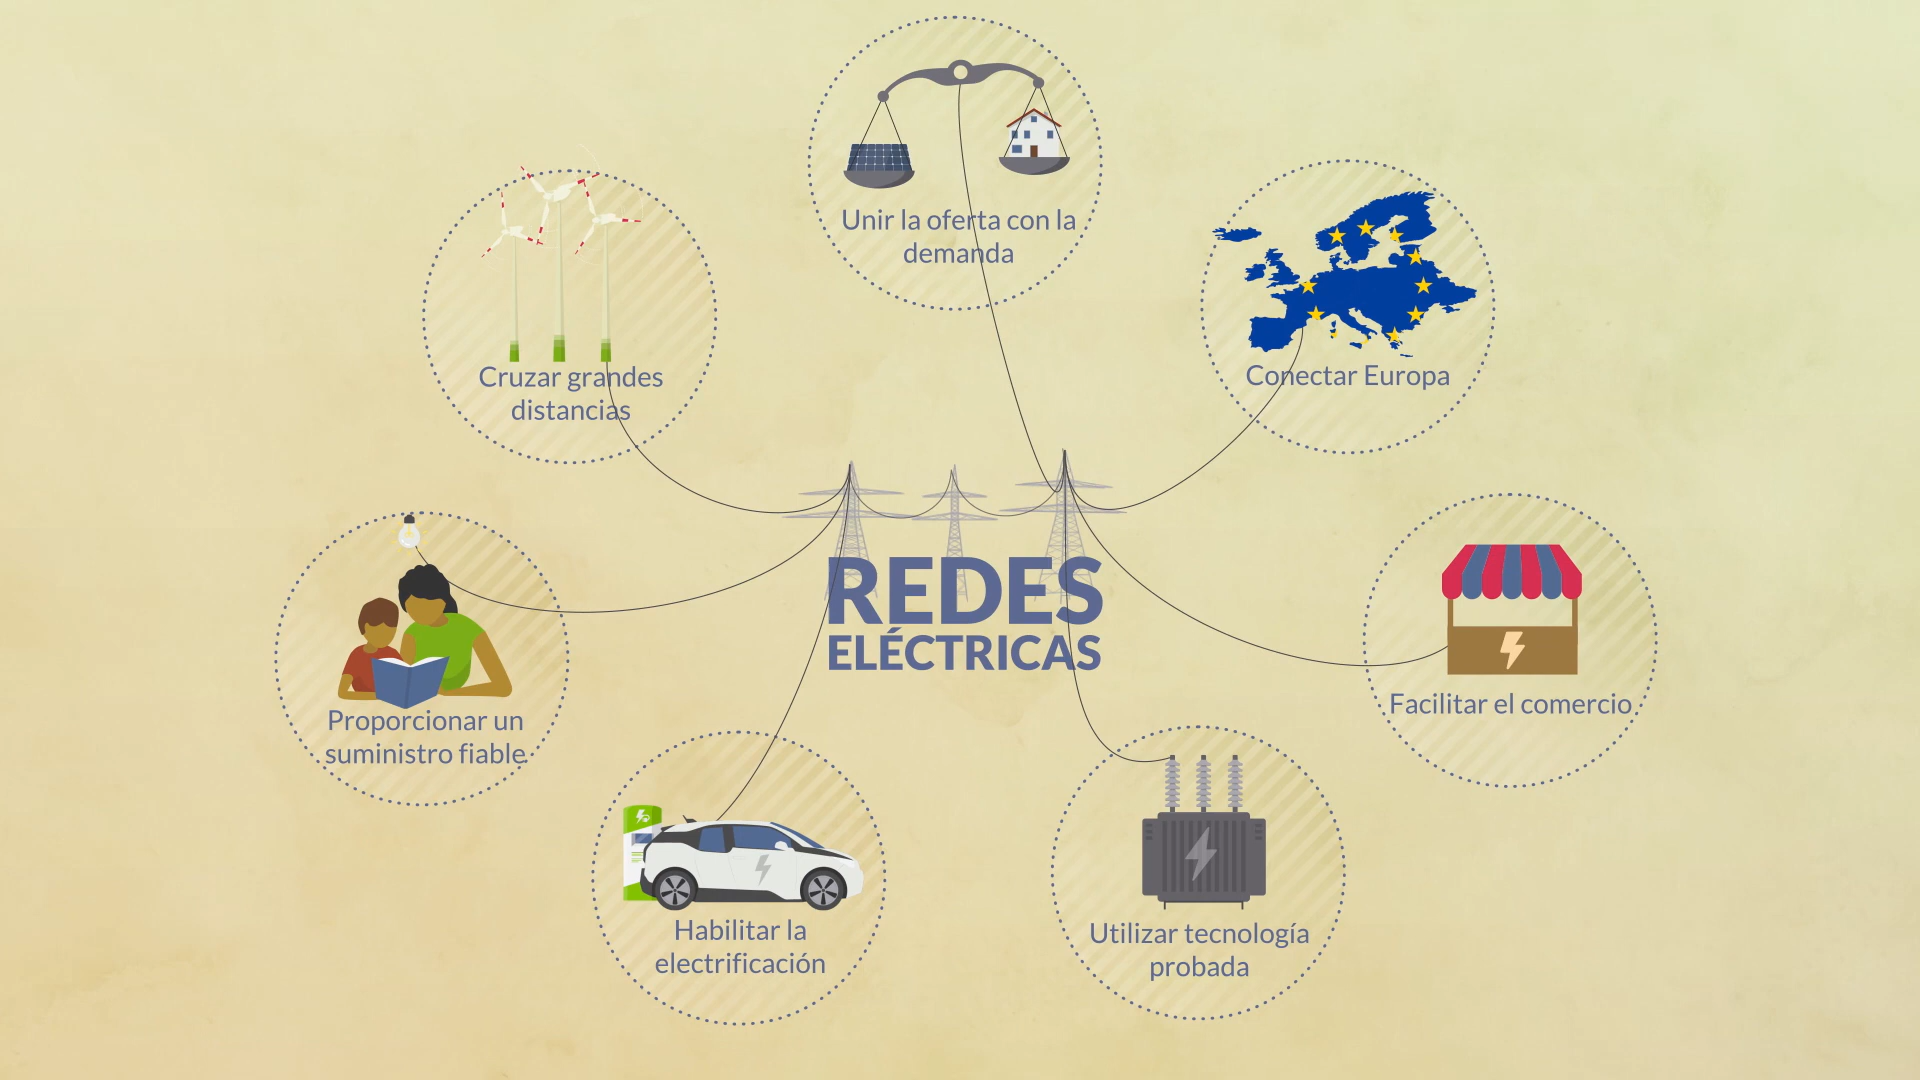 Unir la oferta con la
demanda
Cruzar grandes
distancias
Conectar Europa
REDES
ELÉCTRICAS
Proporcionar un
suministro fiable
Facilitar el comercio
Habilitar la
electrificación
Utilizar tecnología
probada